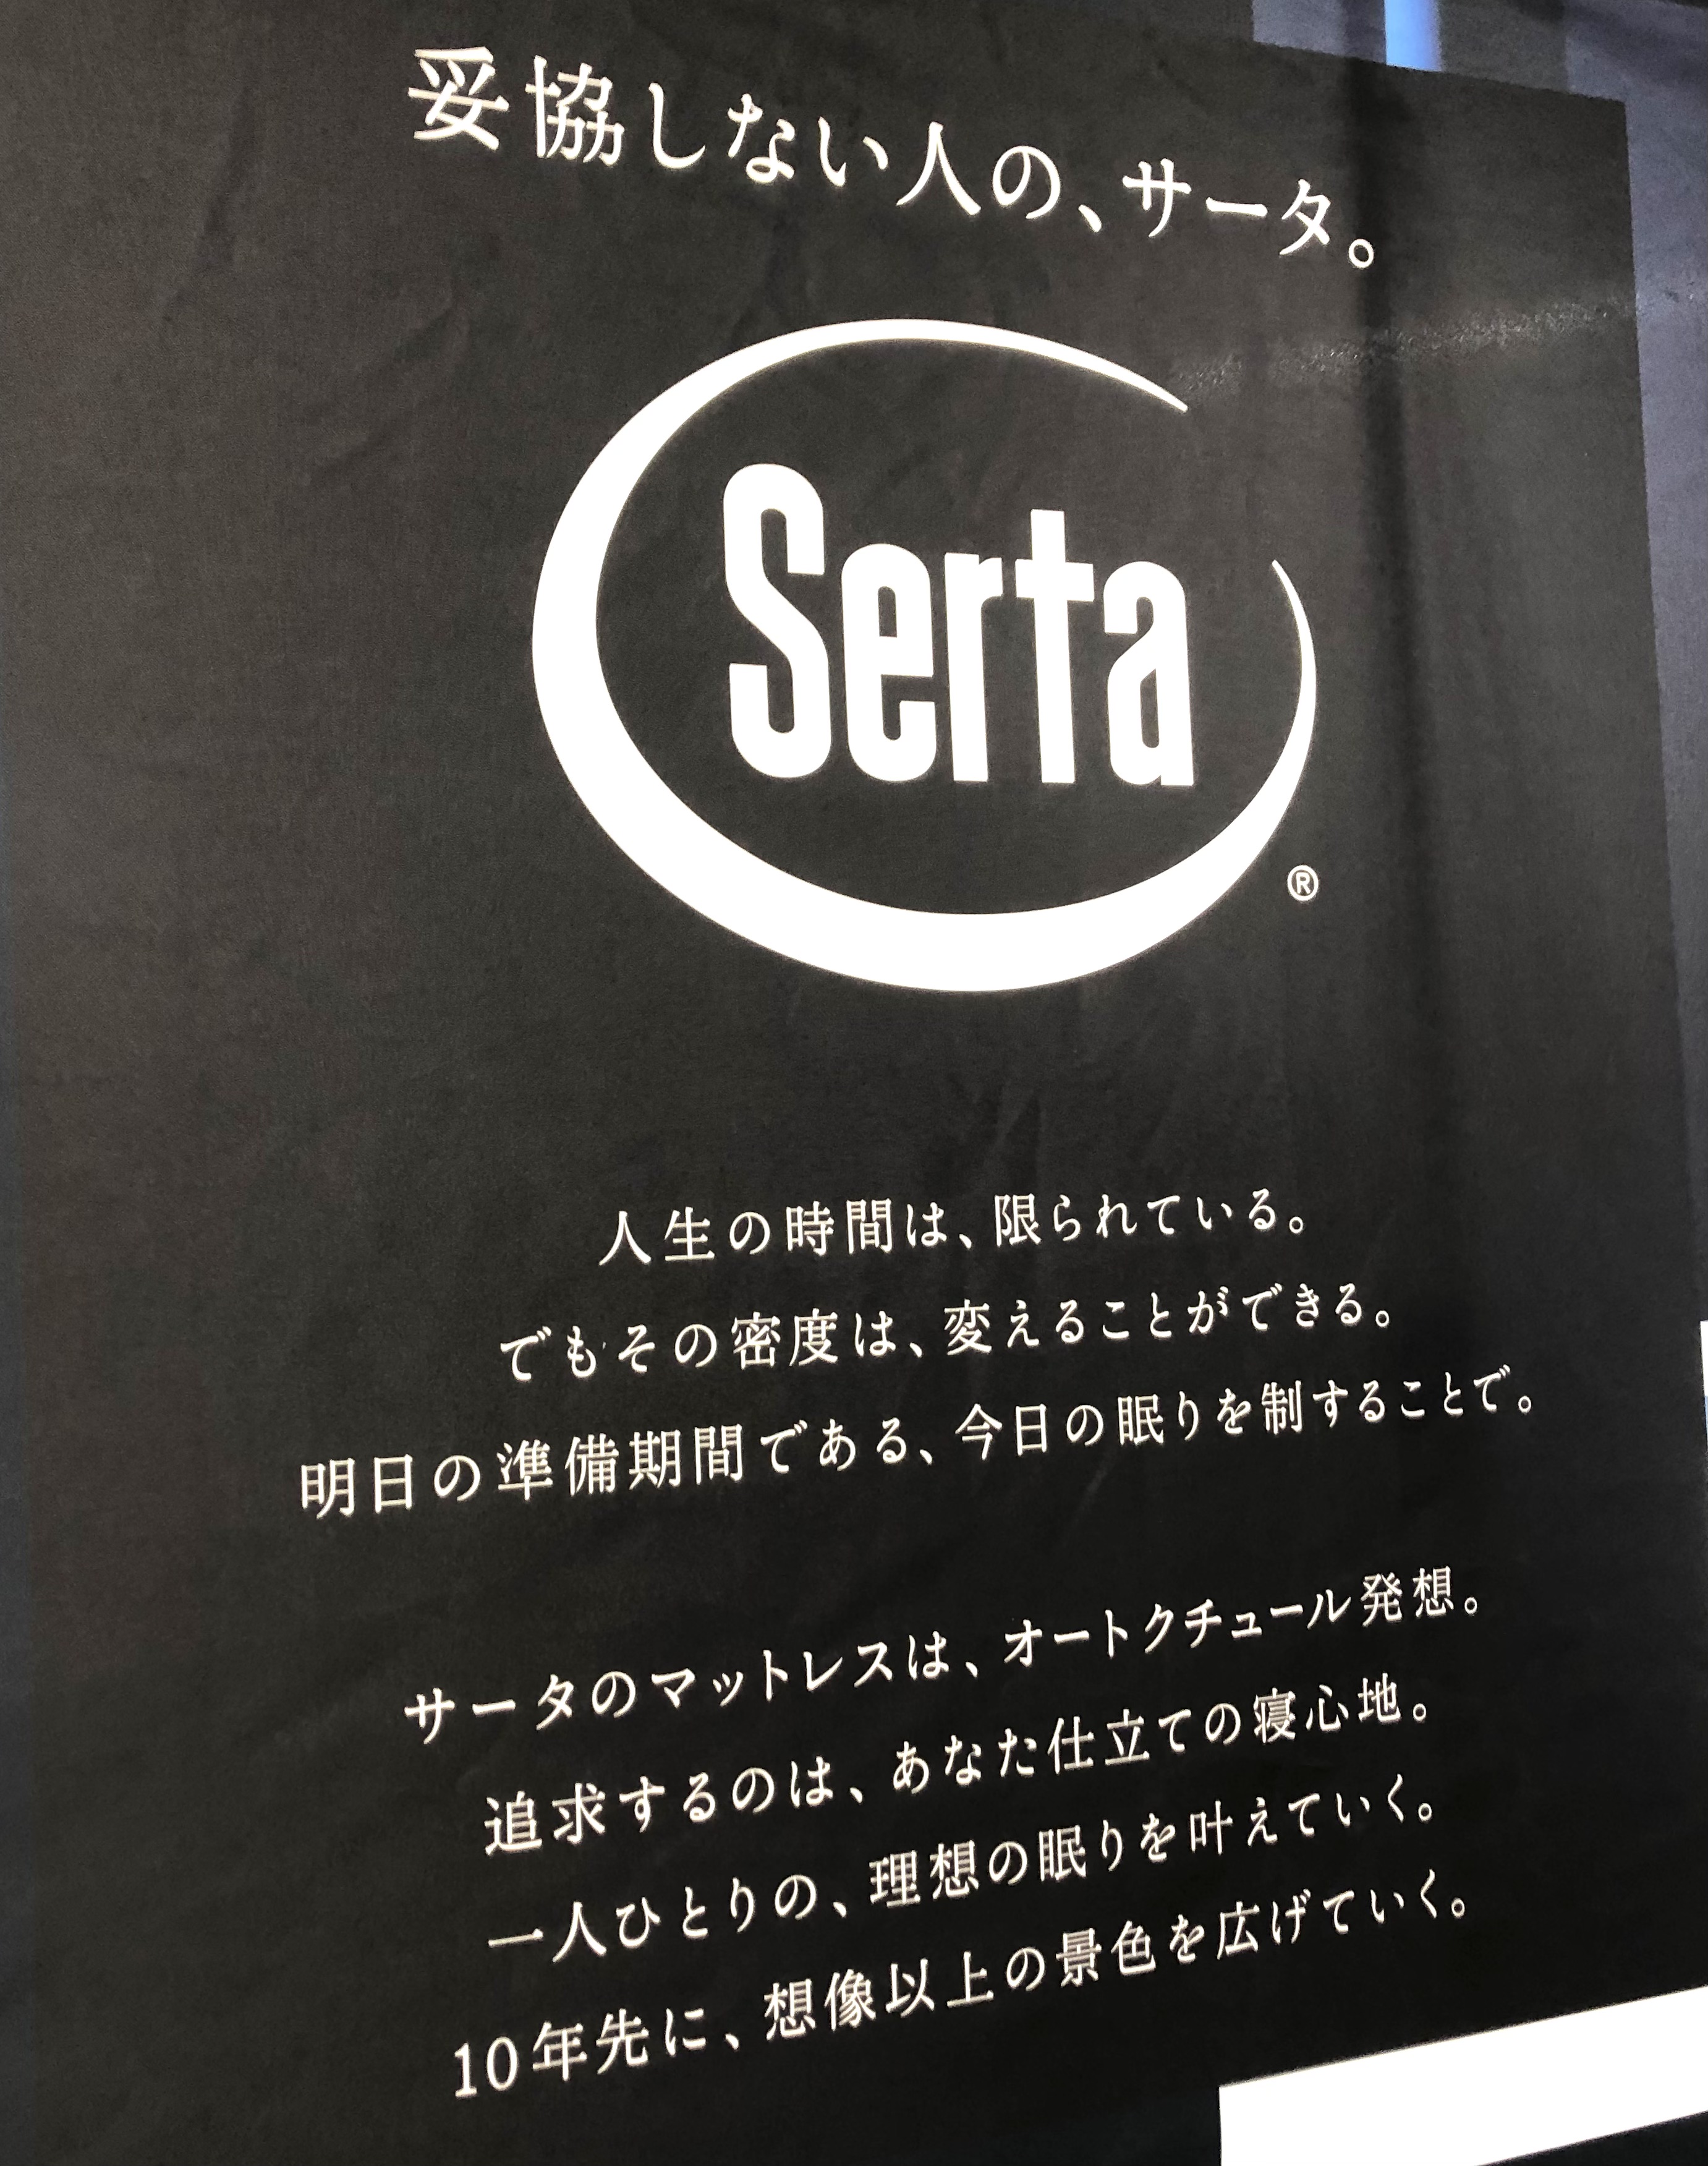 妥協しない人の、サータ。
Serta
®
人生の時間は、限られている。
でもその密度は、変えることができる。
明日の準備期間である、今日の眠りを制することで。
サータのマットレスは、オートクチュール発想。
追求するのは、あなた仕立ての寝心地。
一人ひとりの、理想の眠りを叶えていく。
10年先に、想像以上の景色を広げていく。